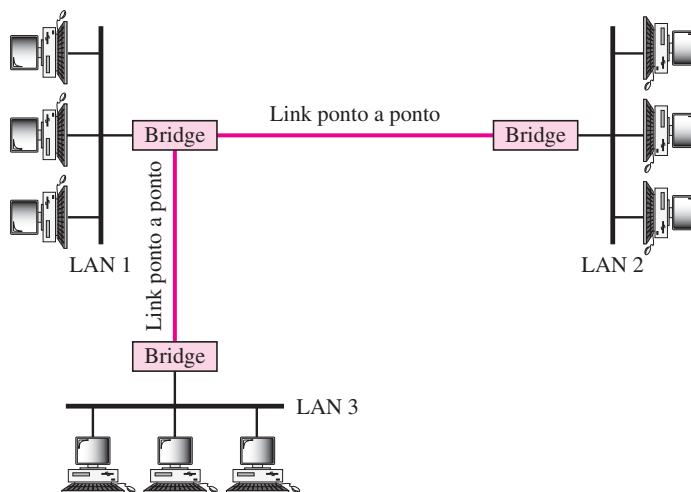 Link ponto a ponto
Bridge
Bridge
Link ponto a ponto
LAN 1
LAN 2
Bridge
LAN 3